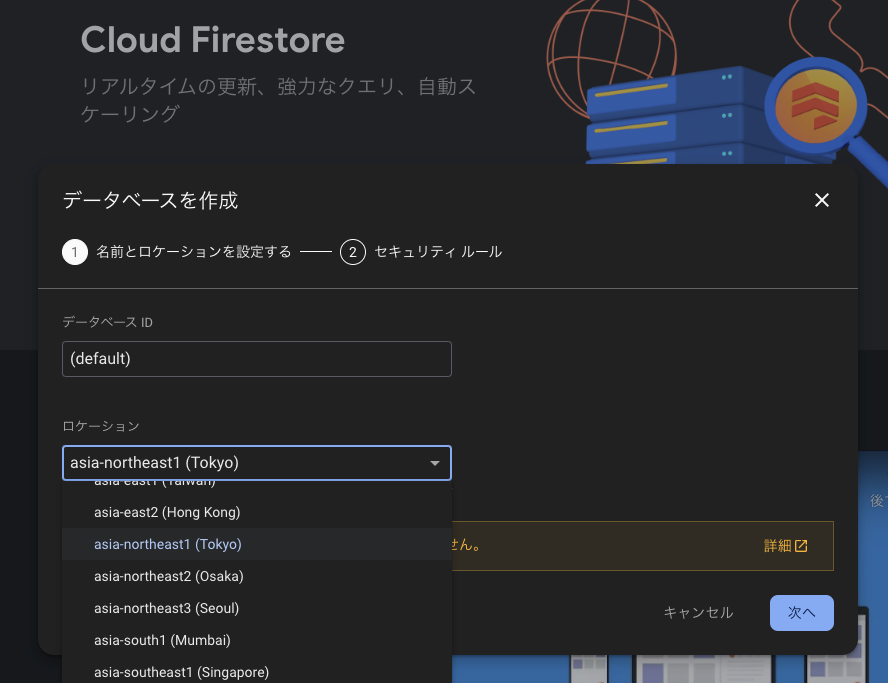 Cloud Firestore
リアルタイムの更新、強力なクエリ、自動ス
ケーリング
データベースを作成
1 名前とロケーションを設定する
2 セキュリティ ルール
データベース ID
(default)
ロケーション
asia-northeast1 (Tokyo)
asia-east1 (Taiwan)
asia-east2 (Hong Kong)
asia-northeast1 (Tokyo)
せん。
詳細
asia-northeast2 (Osaka)
asia-northeast3 (Seoul)
asia-south1 (Mumbai)
asia-southeast1 (Singapore)
キャンセル
次へ